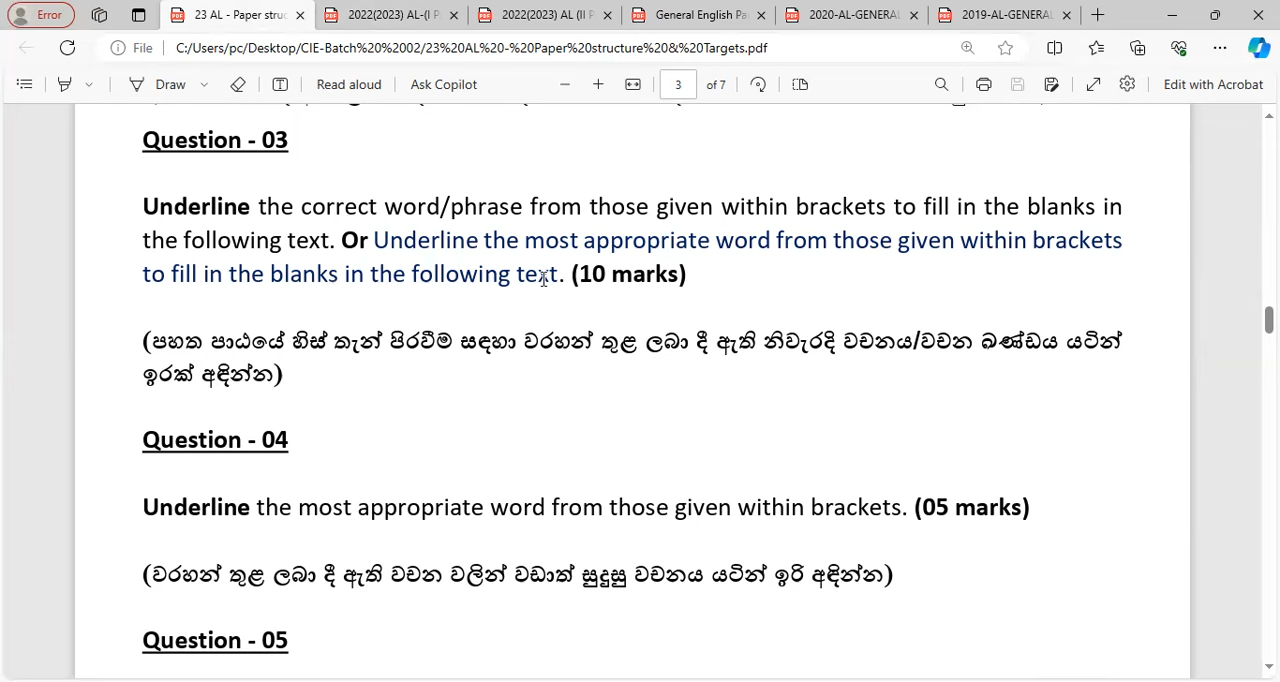 Error
23 AL - Paper struc
2022(2023) AL-(I P
2022(2023) AL (II P
General English Pa
2020-AL-GENERAL
2019-AL-GENERAL
File
C:/Users/pc/Desktop/CIE-Batch%20%2002/23%20AL%20-%20Paper%20structure%20&%20Targets.pdf
Draw
Read aloud
Ask Copilot
3
of 7
Edit with Acrobat
Question - 03
Underline the correct word/phrase from those given within brackets to fill in the blanks in
the following text. Or Underline the most appropriate word from those given within brackets
to fill in the blanks in the following text. (10 marks)
(පහත පාඨයේ හිස් තැන් පිරවීම සඳහා වරහන් තුළ ලබා දී ඇති නිවැරදි වචනය/වචන ඛණ්ඩය යටින්
ඉරක් අඳින්න)
Question - 04
Underline the most appropriate word from those given within brackets. (05 marks)
(වරහන් තුළ ලබා දී ඇති වචන වලින් වඩාත් සුදුසු වචනය යටින් ඉරි අඳින්න)
Question - 05